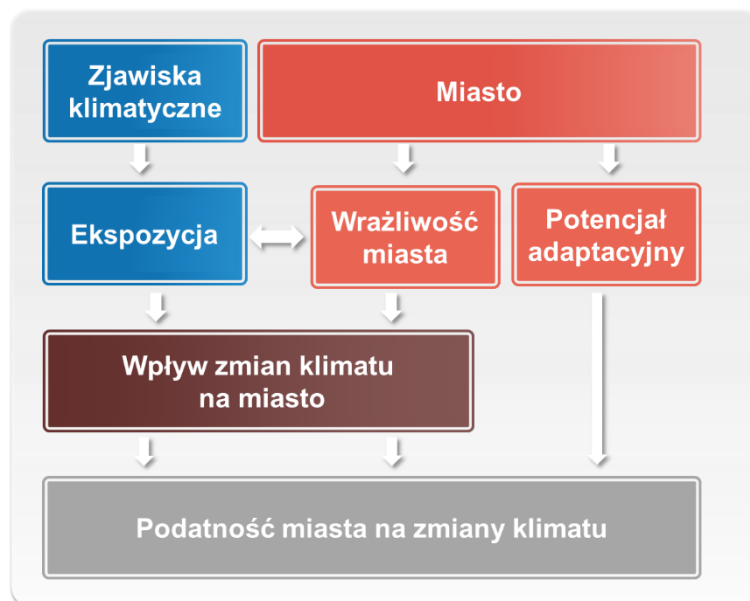 Zjawiska
klimatyczne
Miasto
Ekspozycja
Wrażliwość
miasta
Potencjał
adaptacyjny
Wpływ zmian klimatu
na miasto
Podatność miasta na zmiany klimatu